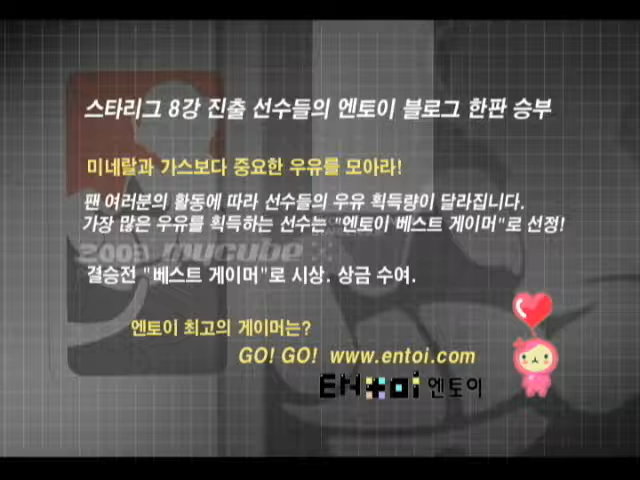 스타리그 8강 진출 선수들의 엔토이 블로그 한판 승부
미네랄과 가스보다 중요한 우유를 모아라!
팬 여러분의 활동에 따라 선수들의 우유 획득량이 달라집니다.
가장 많은 우유를 획득하는 선수는 "엔토이 베스트 게이머"로 선정!
2003 mycube
결승전 "베스트 게이머"로 시상. 상금 수여.
엔토이 최고의 게이머는?
GO! GO! www.entoi.com
ENtoi 엔토이